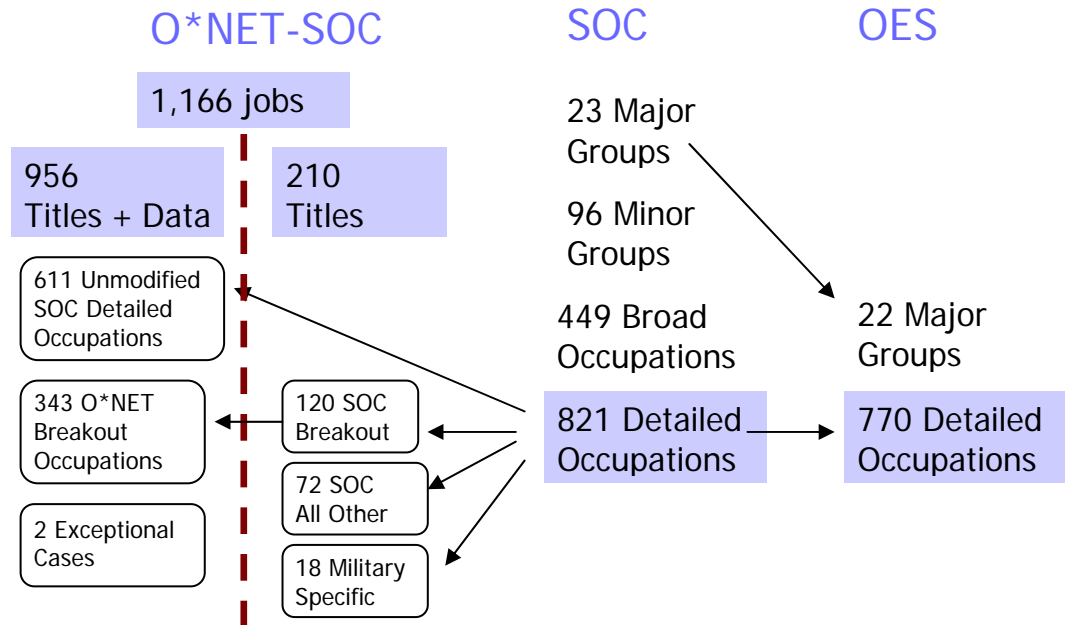 O*NET-SOC
SOC
OES
1,166 jobs
956
Titles + Data
210
Titles
611 Unmodified
SOC Detailed
Occupations
343 O*NET
Breakout
Occupations
2 Exceptional
Cases
120 SOC
Breakout
72 SOC
All Other
18 Military
Specific
23 Major
Groups
96 Minor
Groups
449 Broad
Occupations
821 Detailed
Occupations
22 Major
Groups
770 Detailed
Occupations